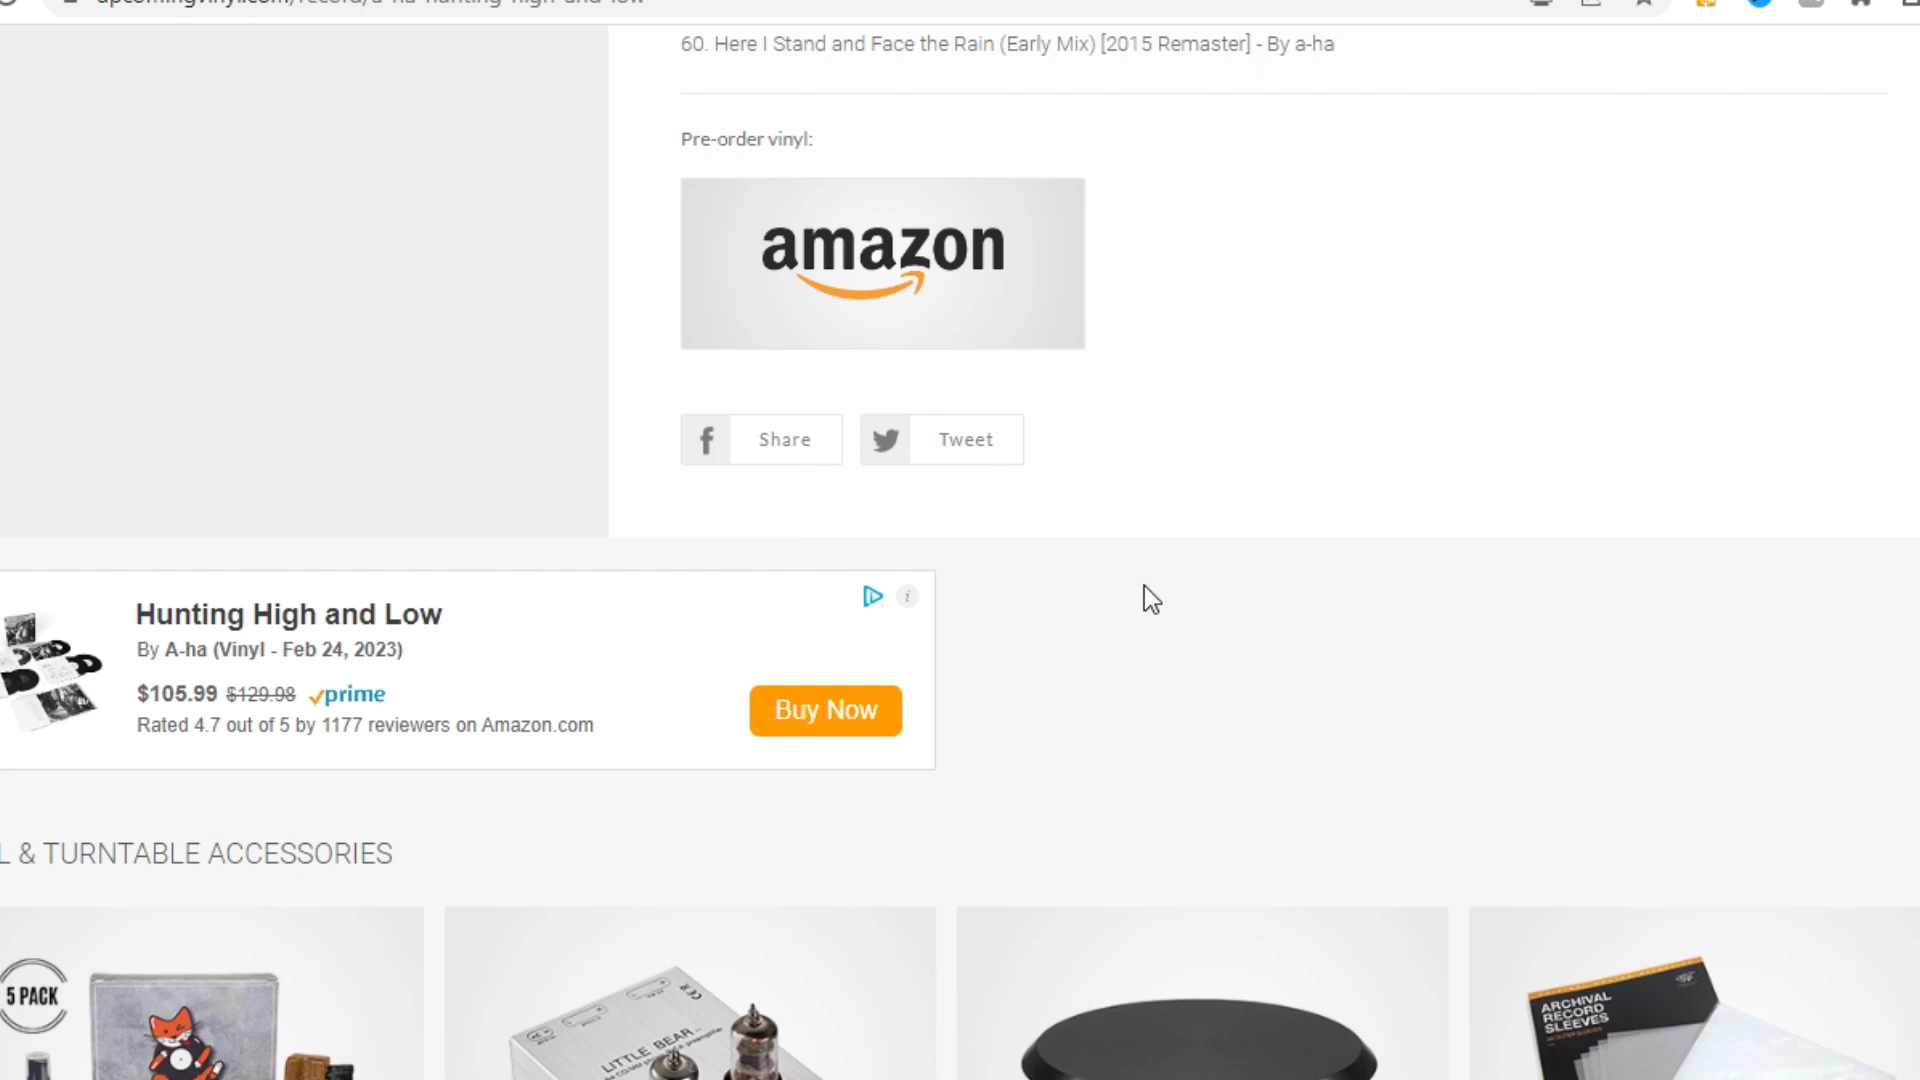 60. Here I Stand and Face the Rain (Early Mix) [2015 Remaster] - By a-ha
Pre-order vinyl:
amazon
Share
Tweet
Hunting High and Low
By A-ha (Vinyl - Feb 24, 2023)
$105.99 $129.98 prime
Rated 4.7 out of 5 by 1177 reviewers on Amazon.com
Buy Now
L & TURNTABLE ACCESSORIES
5 PACK
LITTLE BEAR
ARCHIVAL
RECORD
SLEEVES